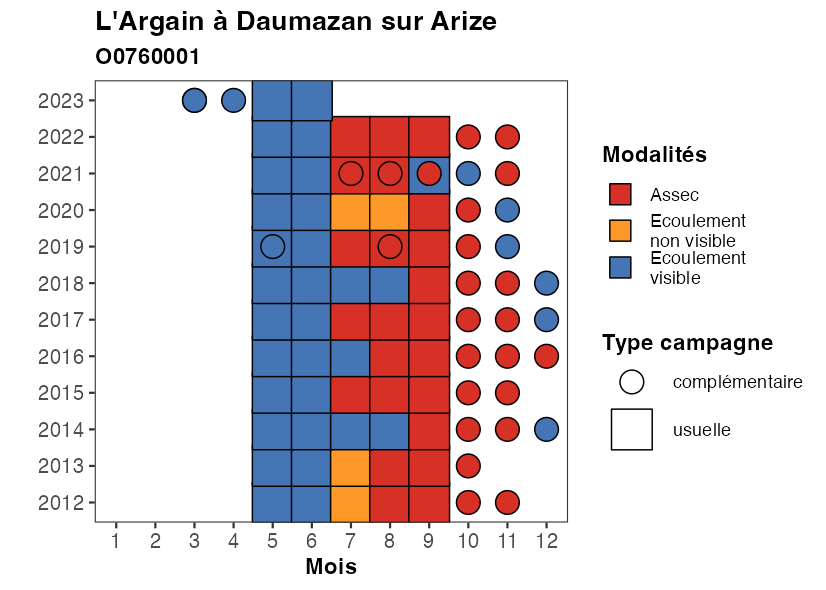 L'Argain à Daumazan sur Arize
O0760001
2023
2022
2021
2020
2019
2018
2017
2016
2015
2014
2013
2012
1 2 3 4 5 6 7 8 9 10 11 12
Mois
Modalités
Assec
Ecoulement
non visible
Ecoulement
visible
Type campagne
complémentaire
usuelle